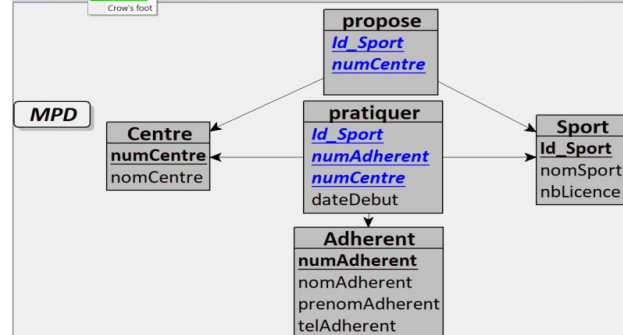 Crow's foot
propose
Id_Sport
numCentre
MPD
pratiquer
Id_Sport
numAdherent
numCentre
dateDebut
Centre
numCentre
nomCentre
Sport
Id_Sport
nomSport
nbLicence
Adherent
numAdherent
nomAdherent
prenomAdherent
telAdherent